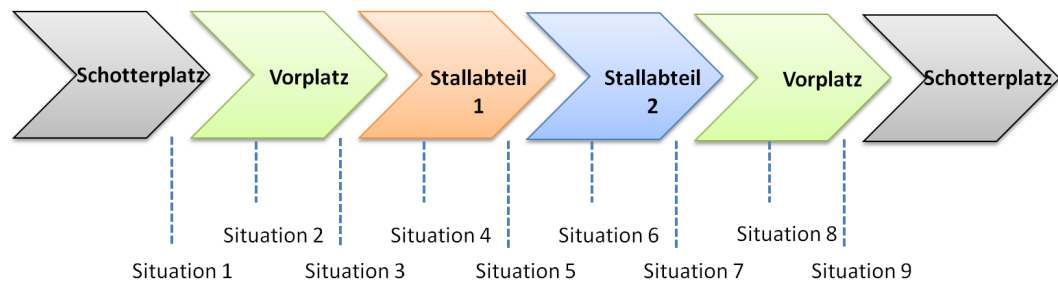 Schotterplatz
Vorplatz
Stallabteil
1
Stallabteil
2
Vorplatz
Schotterplatz
Situation 2
Situation 4
Situation 6
Situation 8
Situation 1
Situation 3
Situation 5
Situation 7
Situation 9